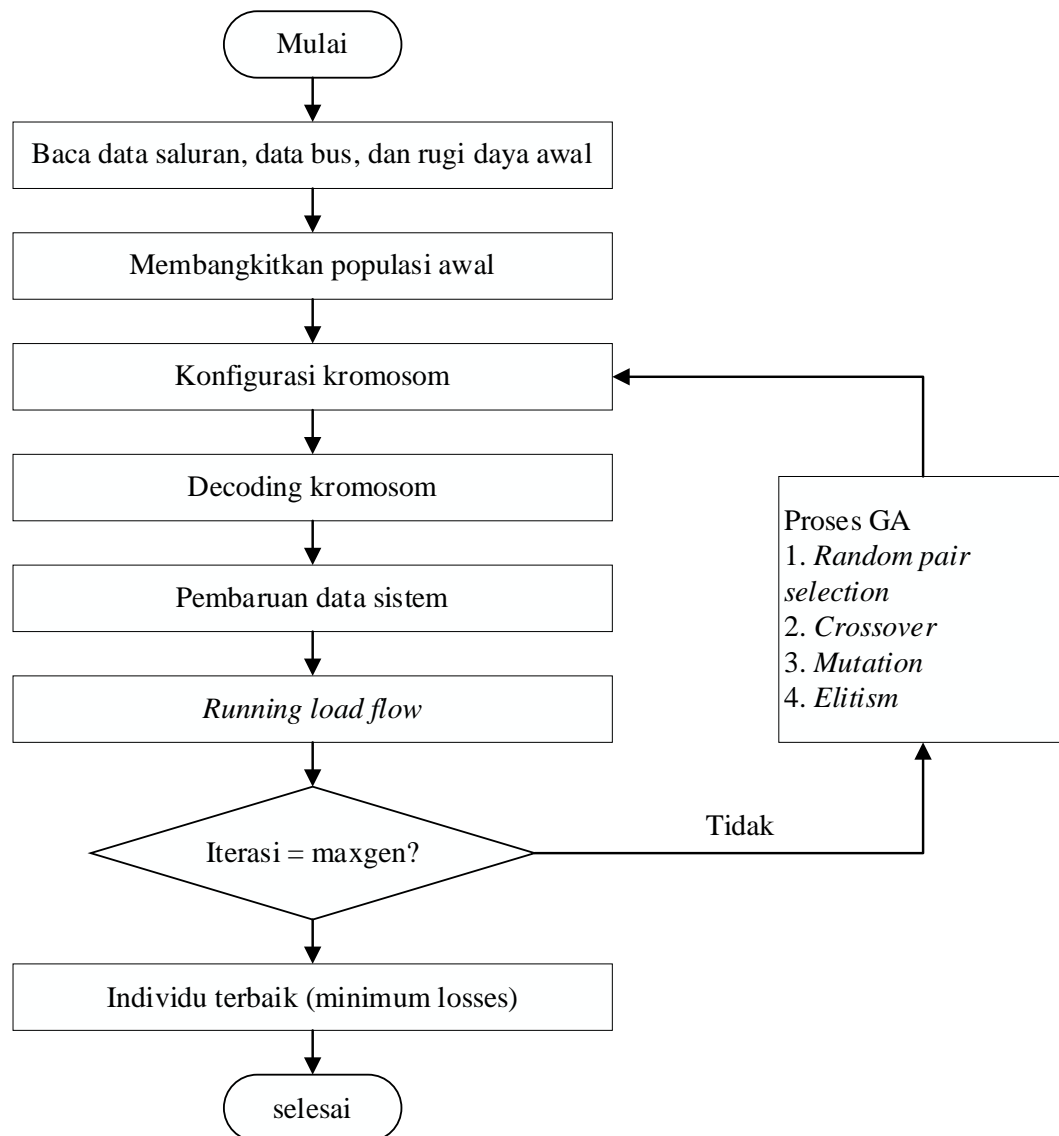 Mulai
Baca data saluran, data bus, dan rugi daya awal
Membangkitkan populasi awal
Konfigurasi kromosom
Decoding kromosom
Pembaruan data sistem
Running load flow
Iterasi = maxgen?
Tidak
Proses GA
1. Random pair
selection
2. Crossover
3. Mutation
4. Elitism
Individu terbaik (minimum losses)
selesai